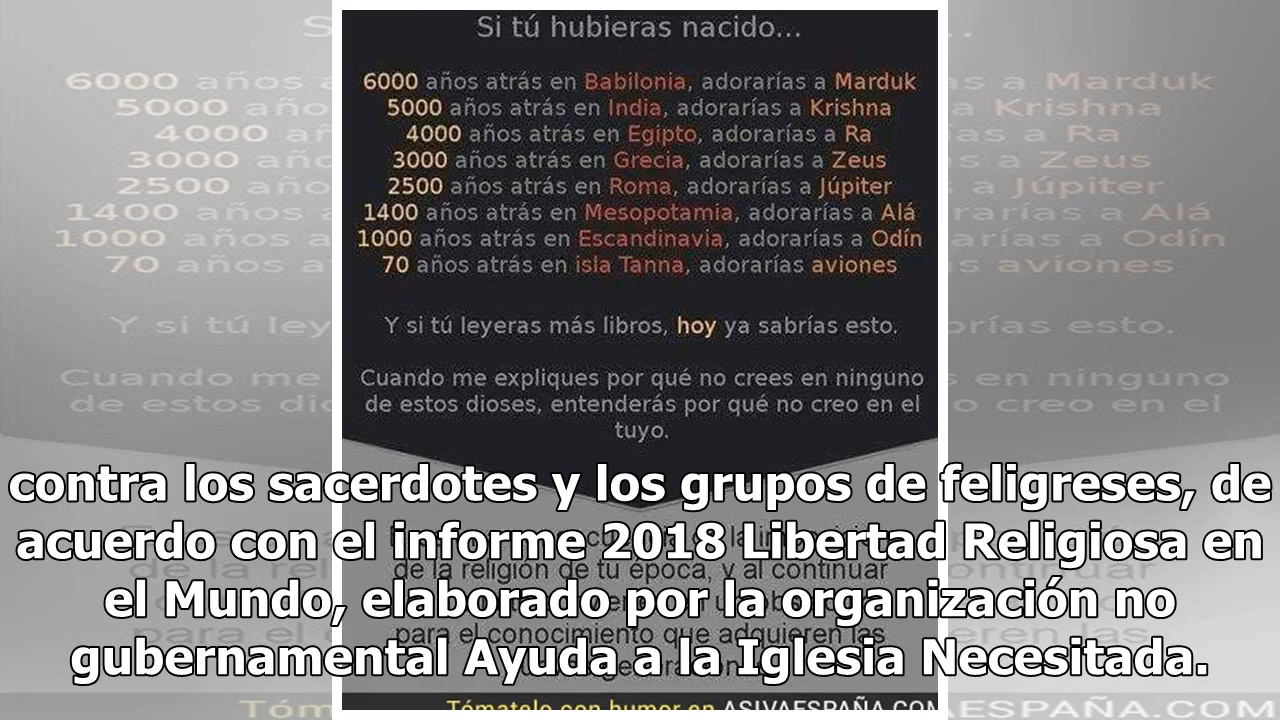 Si tú hubieras nacido...
6000 años atrás en Babilonia, adorarías a Marduk
5000 años atrás en India, adorarías a Krishna
4000 años atrás en Egipto, adorarías a Ra
3000 años atrás en Grecia, adorarías a Zeus
2500 años atrás en Roma, adorarías a Júpiter
1400 años atrás en Mesopotamia, adorarías a Alá
1000 años atrás en Escandinavia, adorarías a Odín
70 años atrás en isla Tanna, adorarías aviones
Y si tú leyeras más libros, hoy ya sabrías esto.
Cuando me expliques por qué no crees en ninguno
de estos dioses, entenderás por qué no creo en el
tuyo.
contra los sacerdotes y los grupos de feligreses, de
acuerdo con el informe 2018 Libertad Religiosa en
de la religión de tu época, y al continuar
el Mundo, elaborado por la organización no
para el conocimiento que adquieren las
gubernamental Ayuda a la Iglesia Necesitada.
Tómatelo con humor en ASIVAESPAÑA.COM